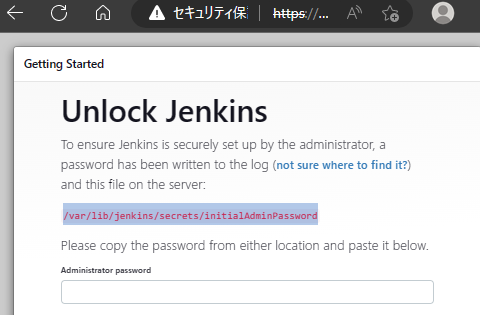 セキュリティ保
https://...
Getting Started
Unlock Jenkins
To ensure Jenkins is securely set up by the administrator, a
password has been written to the log (not sure where to find it?)
and this file on the server:
/var/lib/jenkins/secrets/initialAdminPassword
Please copy the password from either location and paste it below.
Administrator password